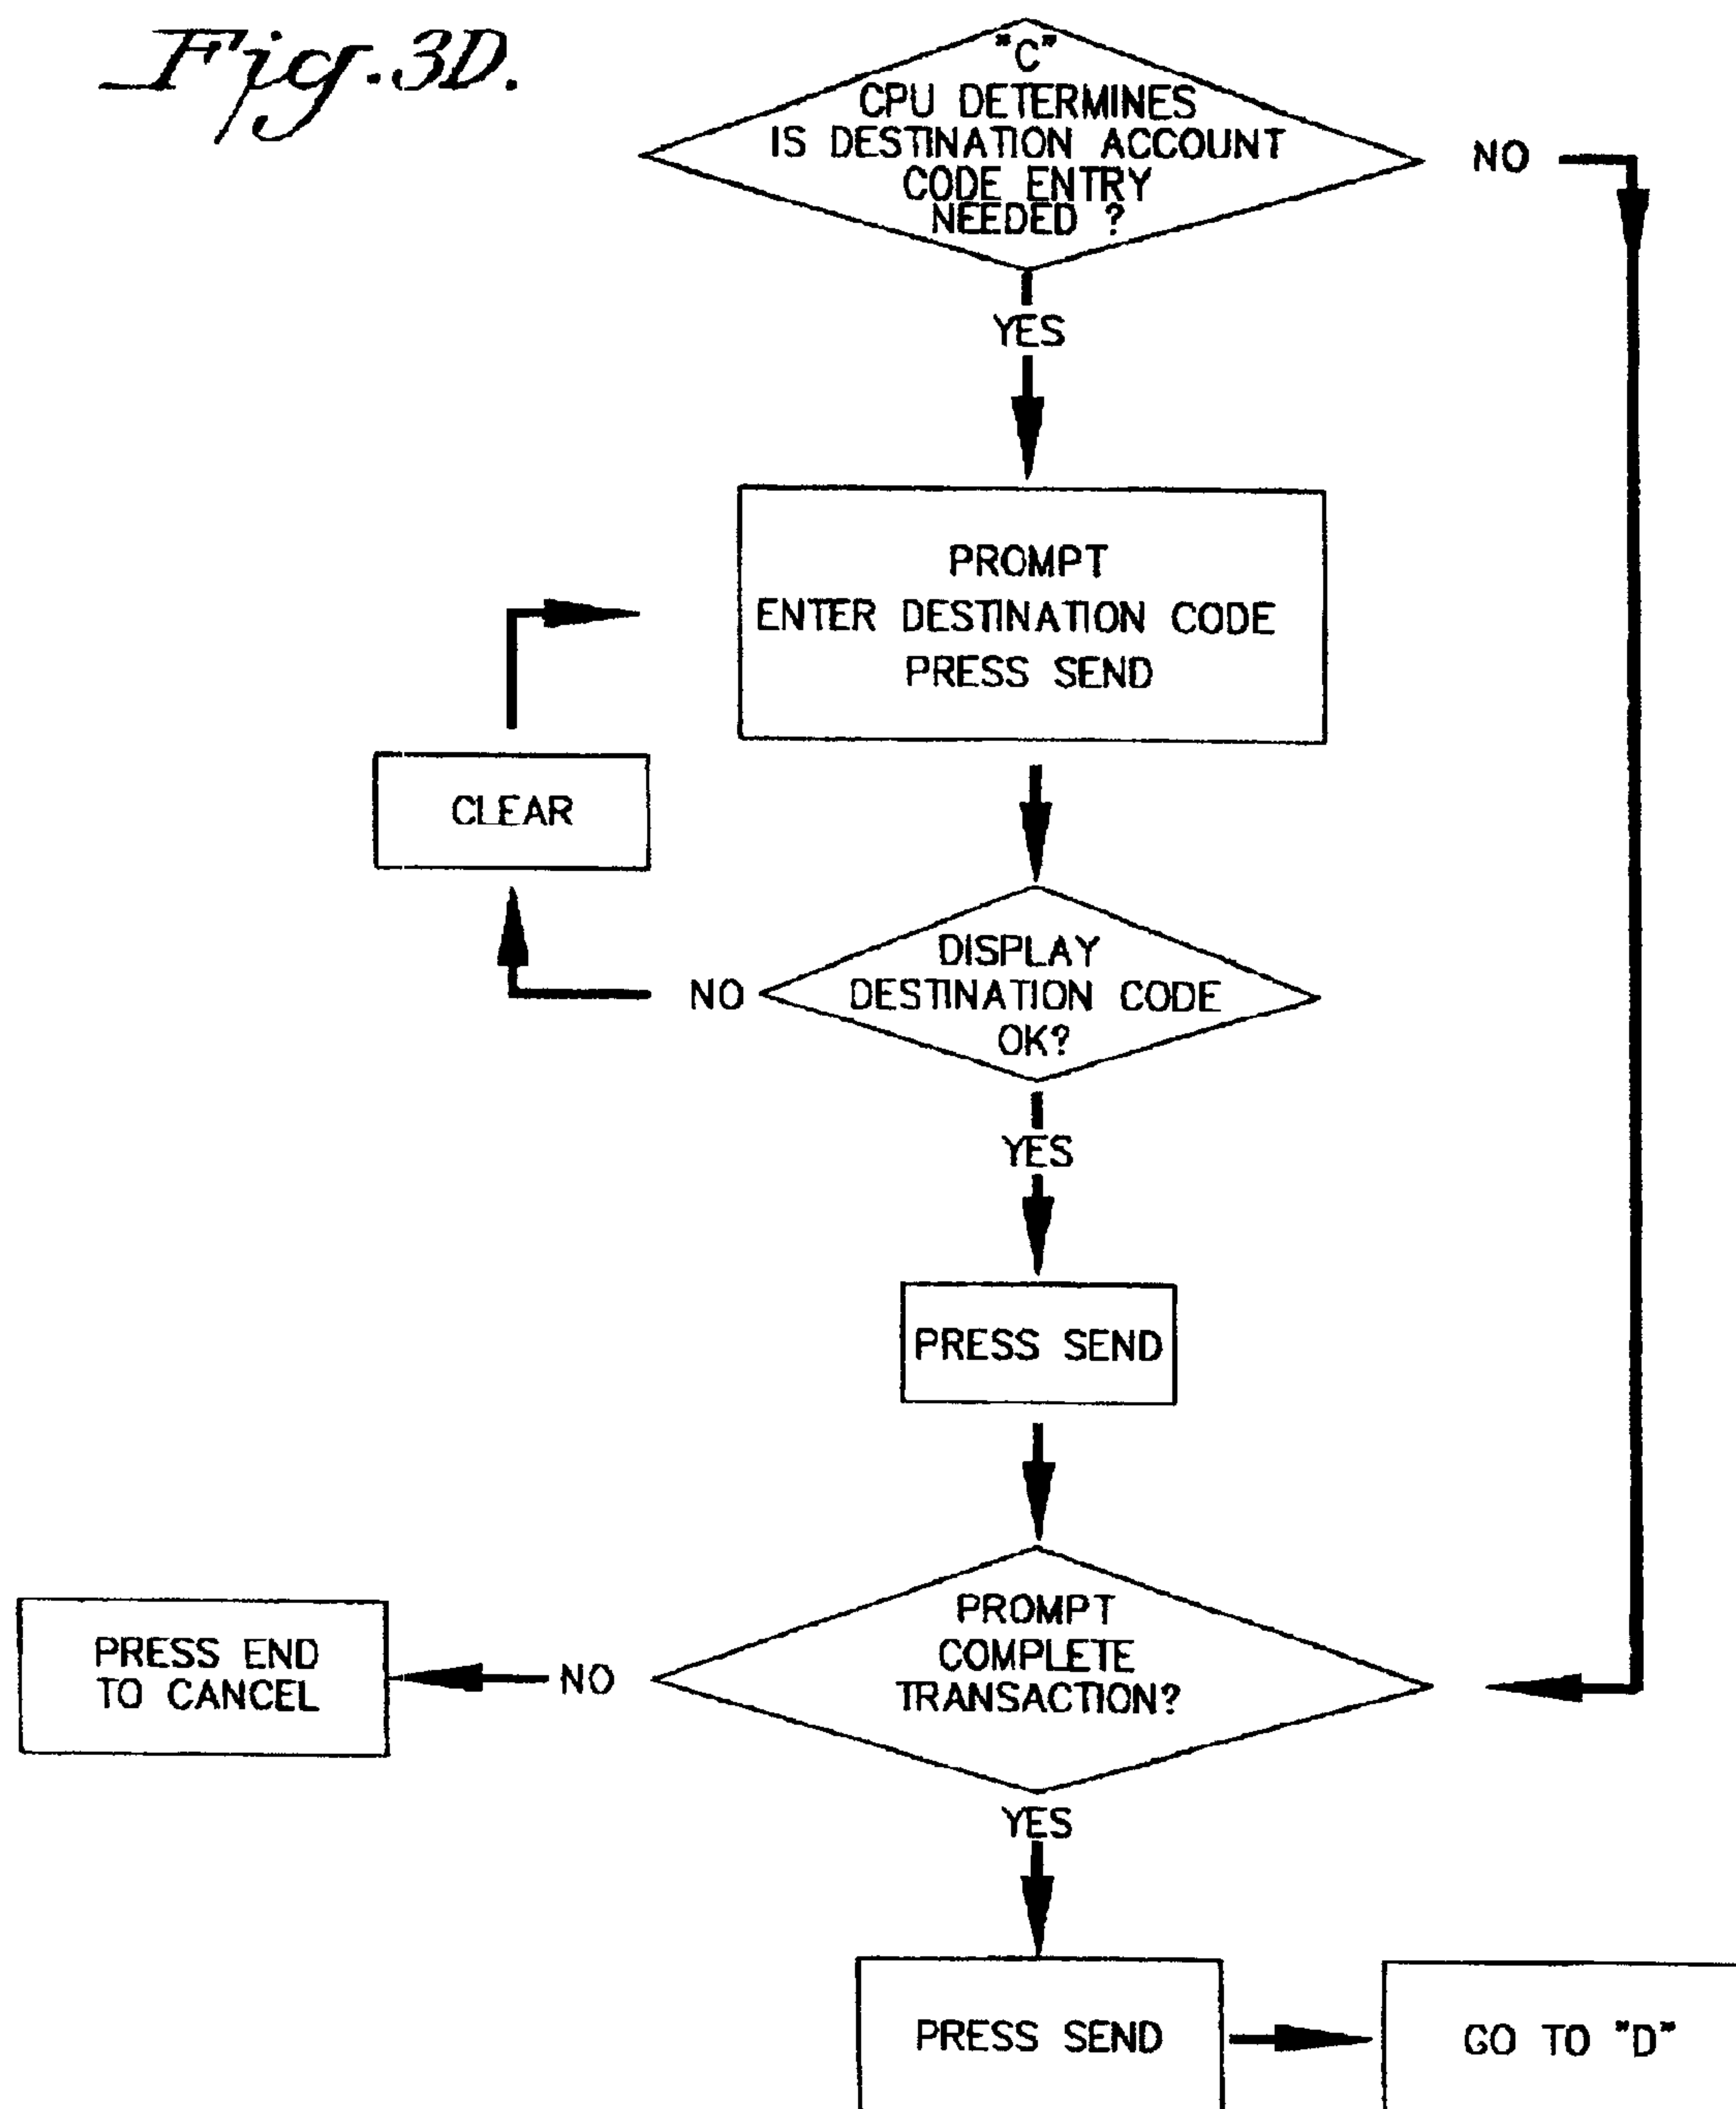 Fig. 3D.
"C"
CPU DETERMINES
IS DESTINATION ACCOUNT
CODE ENTRY
NEEDED ?
NO
YES
PROMPT
ENTER DESTINATION CODE
PRESS SEND
CLEAR
DISPLAY
DESTINATION CODE
OK?
NO
YES
PRESS SEND
PROMPT
COMPLETE
TRANSACTION?
NO
PRESS END
TO CANCEL
YES
PRESS SEND
GO TO "D"